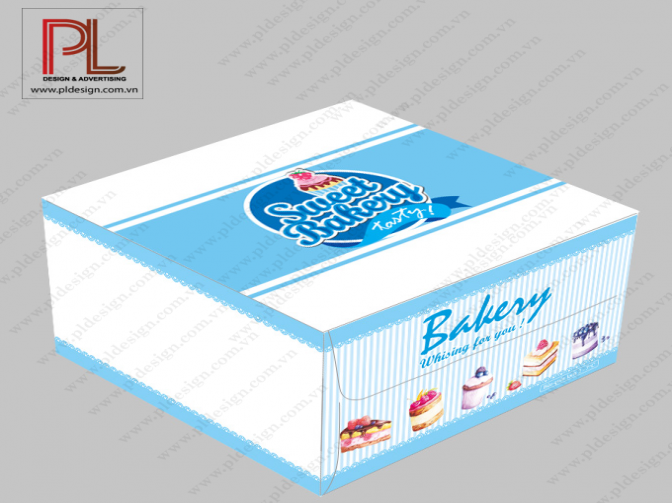 PL
DESIGN & ADVERTISING
www.pldesign.com.vn
Sweet
Bakery
tasty!
Bakery
Whising for you !